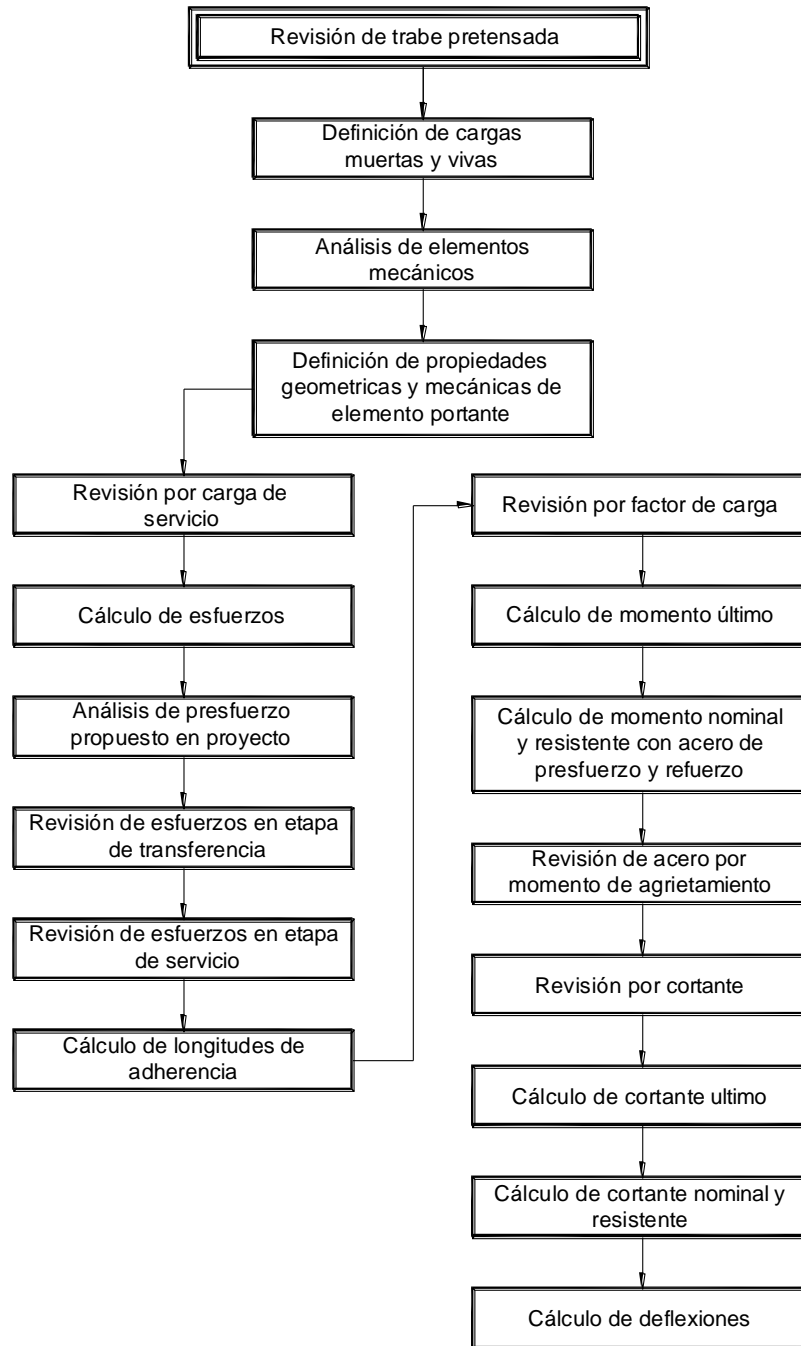 Revisión de trabe pretensada
Definición de cargas
muertas y vivas
Análisis de elementos
mecánicos
Definición de propiedades
geometricas y mecánicas de
elemento portante
Revisión por carga de
servicio
Cálculo de esfuerzos
Análisis de presfuerzo
propuesto en proyecto
Revisión de esfuerzos en etapa
de transferencia
Revisión de esfuerzos en etapa
de servicio
Cálculo de longitudes de
adherencia
Revisión por factor de carga
Cálculo de momento último
Cálculo de momento nominal
y resistente con acero de
presfuerzo y refuerzo
Revisión de acero por
momento de agrietamiento
Revisión por cortante
Cálculo de cortante ultimo
Cálculo de cortante nominal y
resistente
Cálculo de deflexiones